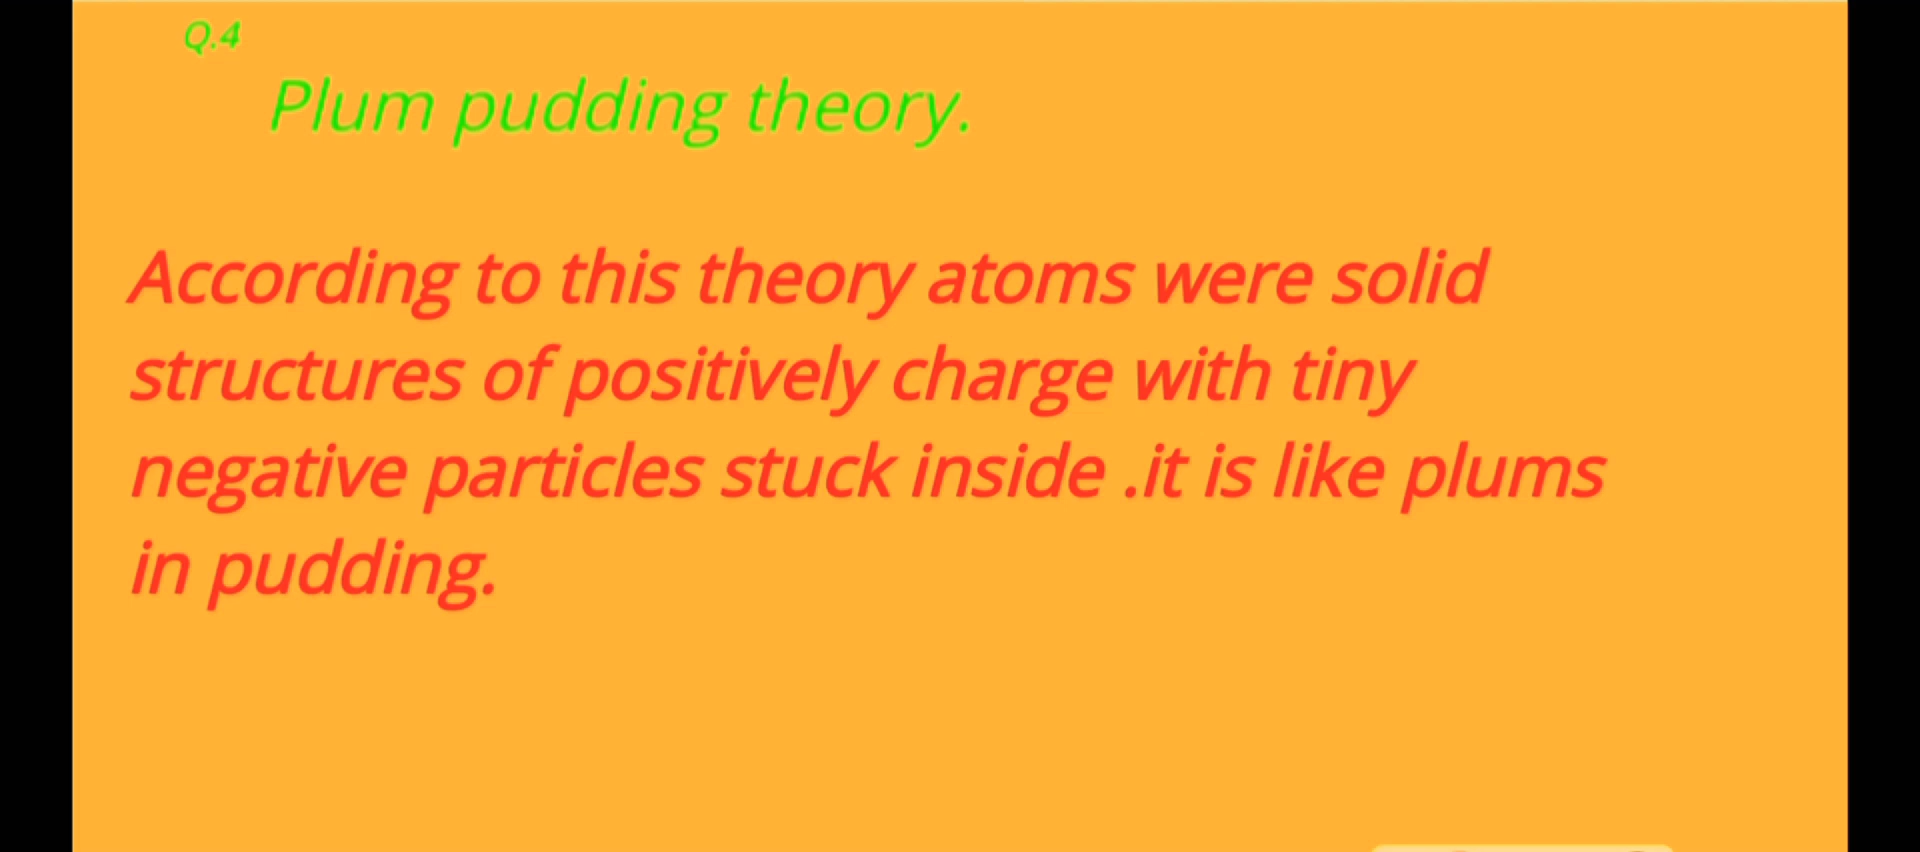 Q.4
Plum pudding theory.
According to this theory atoms were solid
structures of positively charge with tiny
negative particles stuck inside .it is like plums
in pudding.